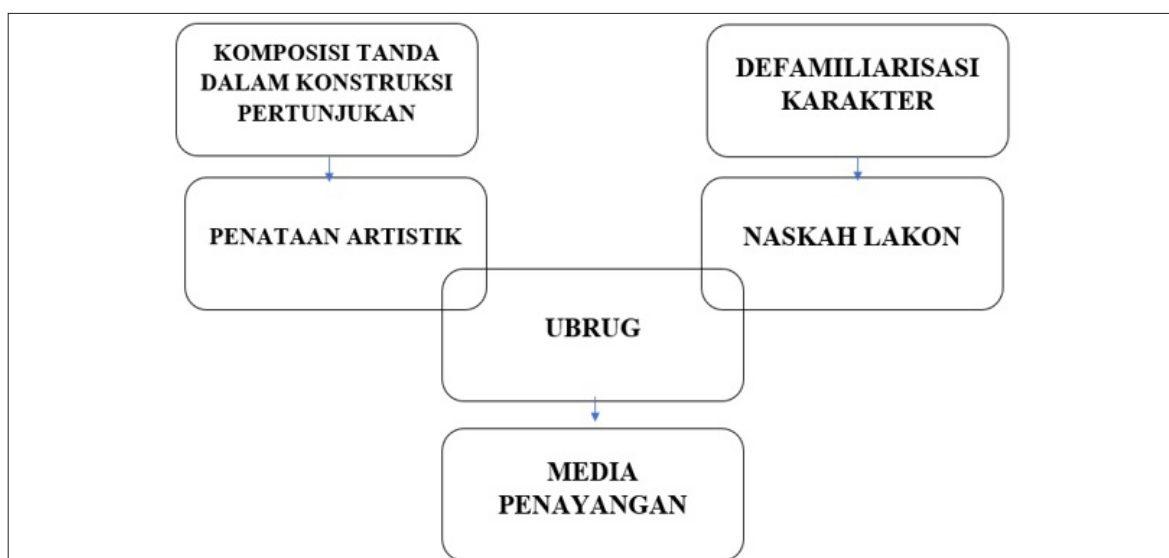 KOMPOSISI TANDA
DALAM KONSTRUKSI
PERTUNJUKAN
DEFAMILIARISASI
KARAKTER
PENATAAN ARTISTIK
NASKAH LAKON
UBRUG
MEDIA
PENAYANGAN